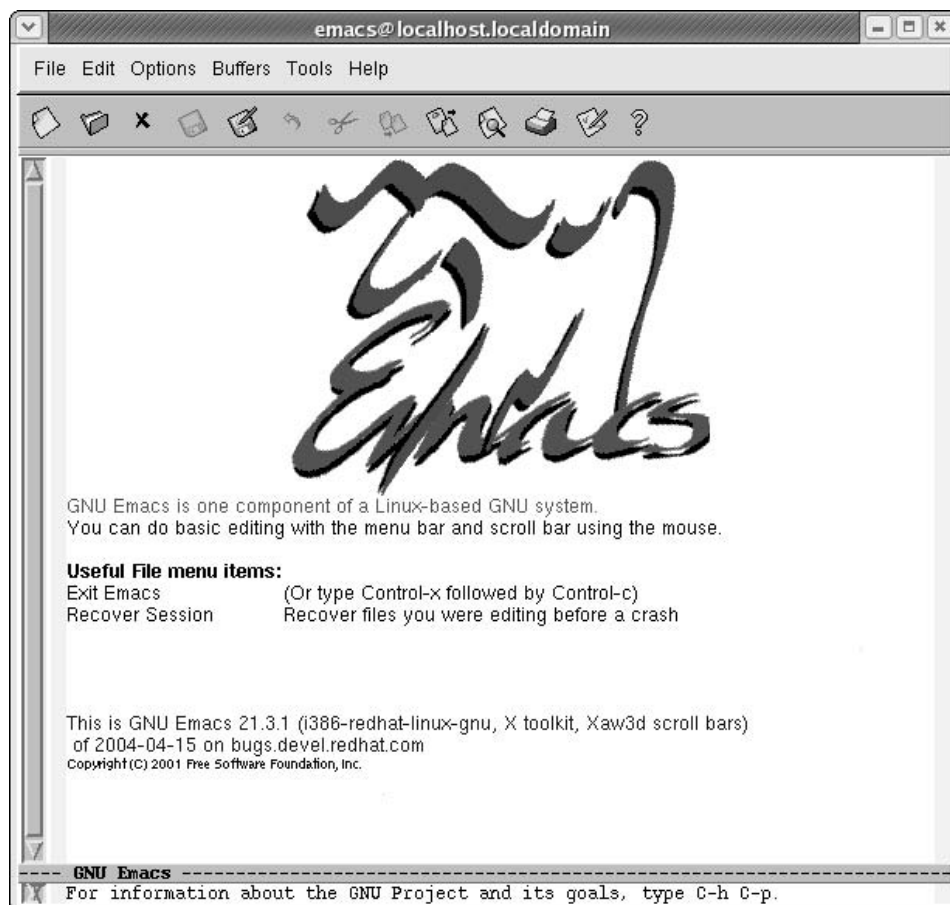 emacs@localhost.localdomain
File Edit Options Buffers Tools Help
Emacs
GNU Emacs is one component of a Linux-based GNU system.
You can do basic editing with the menu bar and scroll bar using the mouse.
Useful File menu items:
Exit Emacs (Or type Control-x followed by Control-c)
Recover Session Recover files you were editing before a crash
This is GNU Emacs 21.3.1 (i386-redhat-linux-gnu, X toolkit, Xaw3d scroll bars)
of 2004-04-15 on bugs.devel.redhat.com
Copyright (C) 2001 Free Software Foundation, Inc.
---- GNU Emacs ----
For information about the GNU Project and its goals, type C-h C-p.